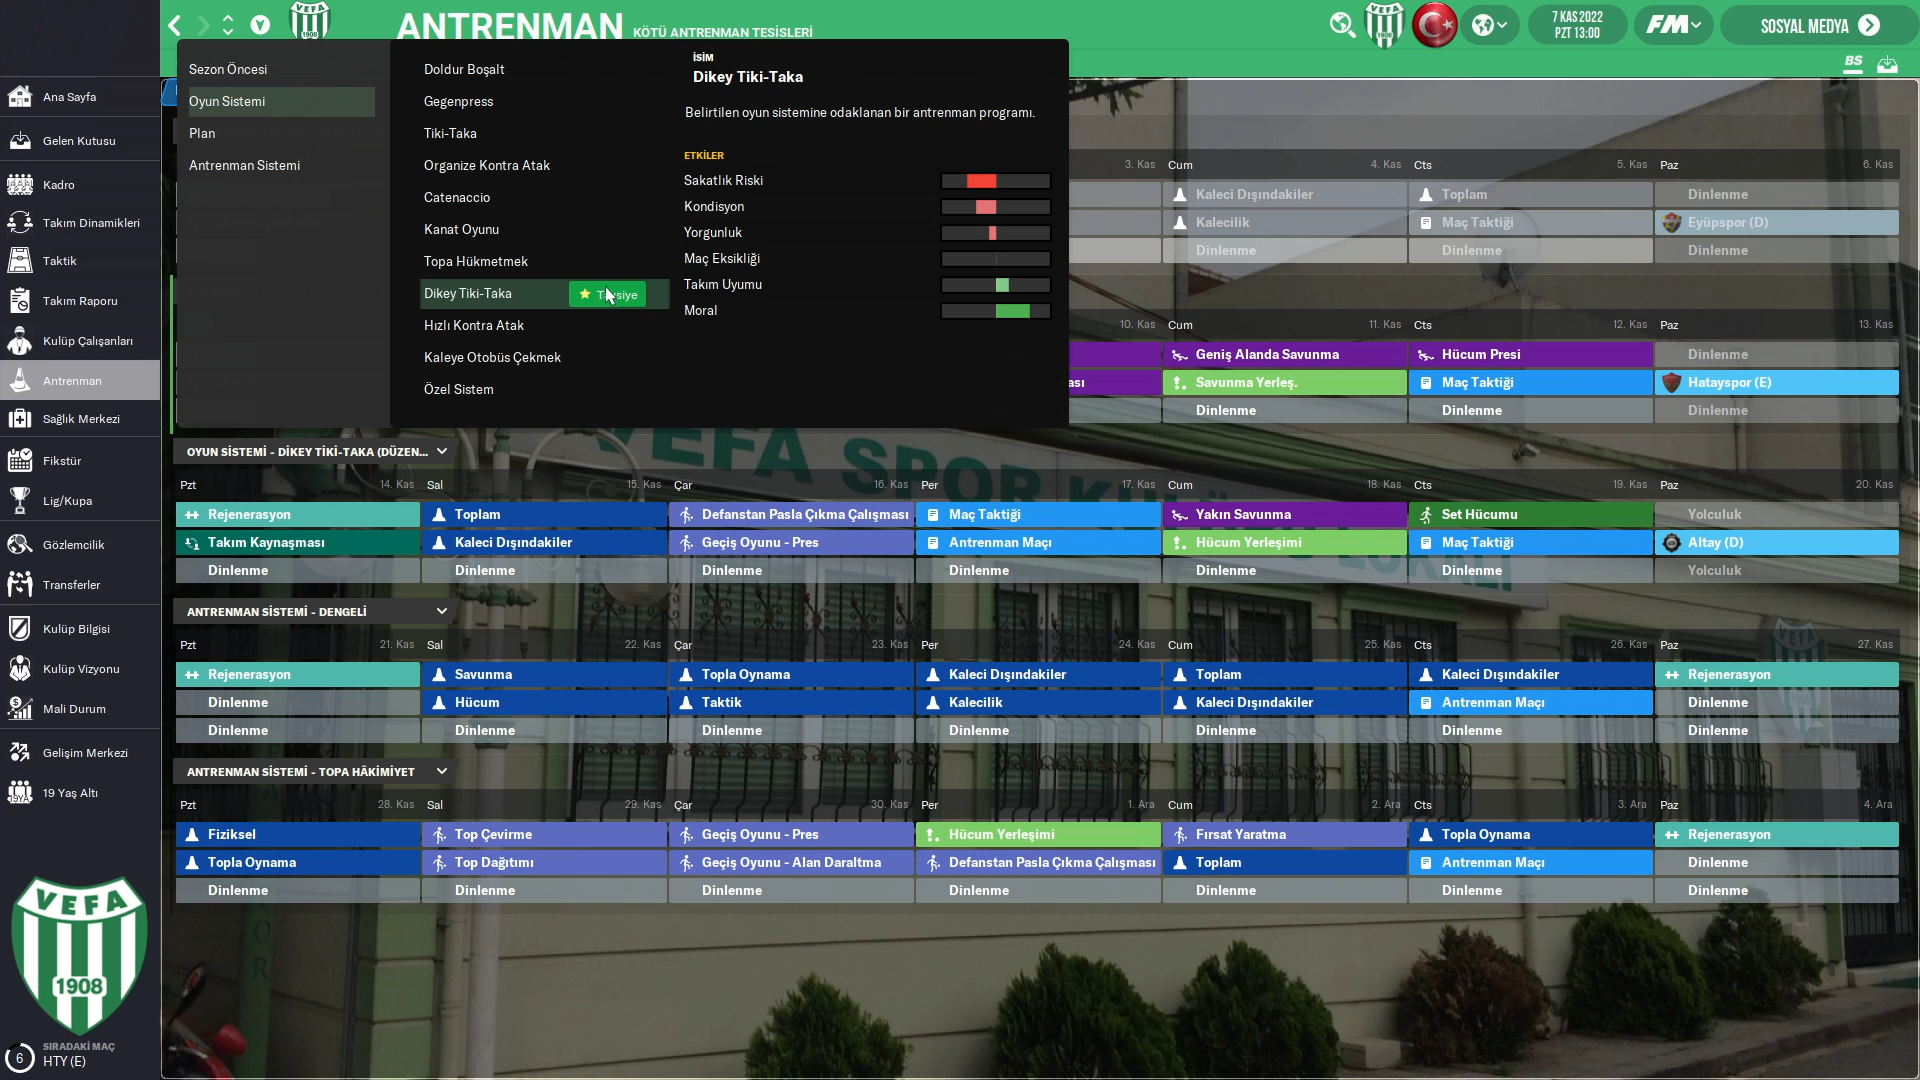 VEFA
1908
ANTRENMAN KÖTÜ ANTRENMAN TESİSLERİ
7 KAS 2022
PZT 13:00
FM
SOSYAL MEDYA
BS
Ana Sayfa
Gelen Kutusu
Kadro
Takım Dinamikleri
Taktik
Takım Raporu
Kulüp Çalışanları
Antrenman
Sağlık Merkezi
Fikstür
Lig/Kupa
Gözlemcilik
Transferler
Kulüp Bilgisi
Kulüp Vizyonu
Mali Durum
Gelişim Merkezi
19 Yaş Altı
VEFA
1908
6
SIRADAKİ MAÇ
HTY (E)
Sezon Öncesi
Oyun Sistemi
Plan
Antrenman Sistemi
Doldur Boşalt
Gegenpress
Tiki-Taka
Organize Kontra Atak
Catenaccio
Kanat Oyunu
Topa Hükmetmek
Dikey Tiki-Taka
Hızlı Kontra Atak
Kaleye Otobüs Çekmek
Özel Sistem
İSİM
Dikey Tiki-Taka
Belirtilen oyun sistemine odaklanan bir antrenman programı.
ETKİLER
Sakatlık Riski
Kondisyon
Yorgunluk
Maç Eksikliği
Takım Uyumu
Moral
3. Kas Cum 4. Kas Cts 5. Kas Paz 6. Kas
Kaleci Dışındakiler Toplam Dinlenme
Kalecilik Maç Taktiği Eyüpspor (D)
Dinlenme Dinlenme Dinlenme
10. Kas Cum 11. Kas Cts 12. Kas Paz 13. Kas
Geniş Alanda Savunma Hücum Presi Dinlenme
ası Savunma Yerleş. Maç Taktiği Hatayspor (E)
Dinlenme Dinlenme Dinlenme
VEFA SPOR
OYUN SİSTEMİ - DİKEY TİKİ-TAKA (DÜZEN...
Pzt 14. Kas Sal 15. Kas Çar 16. Kas Per 17. Kas Cum 18. Kas Cts 19. Kas Paz 20. Kas
Rejenerasyon Toplam Defanstan Pasla Çıkma Çalışması Maç Taktiği Yakın Savunma Set Hücumu Yolculuk
Takım Kaynaşması Kaleci Dışındakiler Geçiş Oyunu - Pres Antrenman Maçı Hücum Yerleşimi Maç Taktiği Altay (D)
Dinlenme Dinlenme Dinlenme Dinlenme Dinlenme Dinlenme Yolculuk
ANTRENMAN SİSTEMİ - DENGELİ
Pzt 21. Kas Sal 22. Kas Çar 23. Kas Per 24. Kas Cum 25. Kas Cts 26. Kas Paz 27. Kas
Rejenerasyon Savunma Topla Oynama Kaleci Dışındakiler Toplam Kaleci Dışındakiler Rejenerasyon
Dinlenme Hücum Taktik Kalecilik Kaleci Dışındakiler Antrenman Maçı Dinlenme
Dinlenme Dinlenme Dinlenme Dinlenme Dinlenme Dinlenme Dinlenme
ANTRENMAN SİSTEMİ - TOPA HÂKİMİYET
Pzt 28. Kas Sal 29. Kas Çar 30. Kas Per 1. Ara Cum 2. Ara Cts 3. Ara Paz 4. Ara
Fiziksel Top Çevirme Geçiş Oyunu - Pres Hücum Yerleşimi Fırsat Yaratma Topla Oynama Rejenerasyon
Topla Oynama Top Dağıtımı Geçiş Oyunu - Alan Daraltma Defanstan Pasla Çıkma Çalışması Toplam Antrenman Maçı Dinlenme
Dinlenme Dinlenme Dinlenme Dinlenme Dinlenme Dinlenme Dinlenme